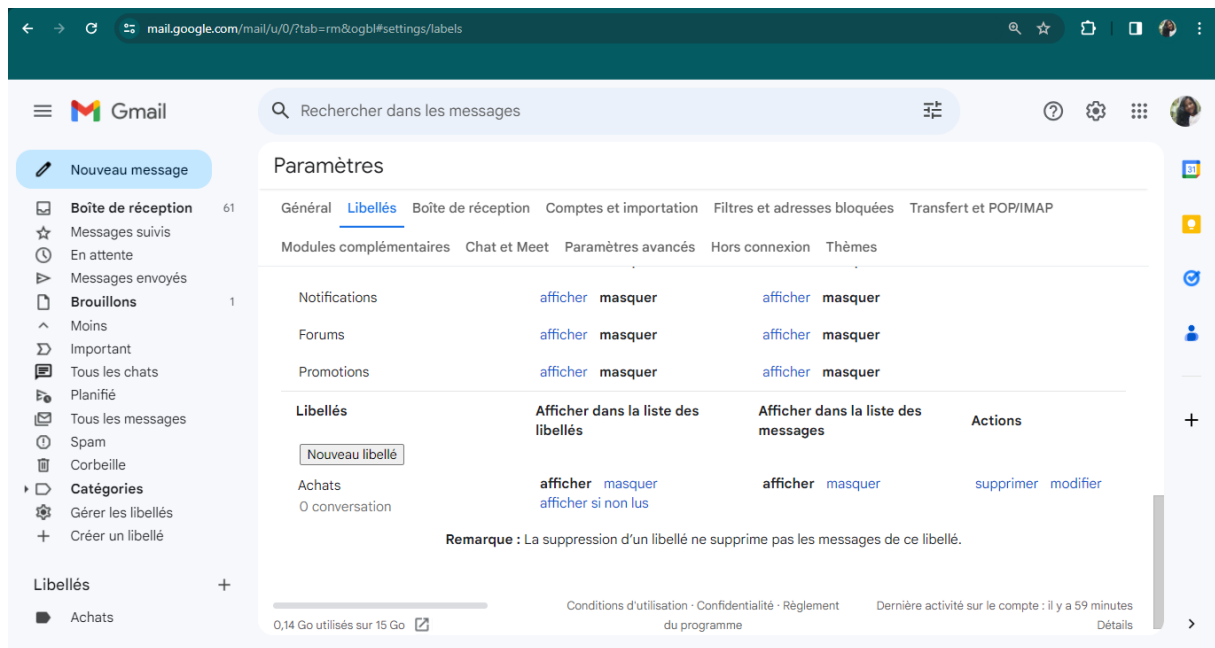 mail.google.com/mail/u/0/?tab=rm&ogbl#settings/labels
Gmail
Rechercher dans les messages
Nouveau message
Boîte de réception 61
Messages suivis
En attente
Messages envoyés
Brouillons 1
Moins
Important
Tous les chats
Planifié
Tous les messages
Spam
Corbeille
Catégories
Gérer les libellés
Créer un libellé
Libellés
Achats
Paramètres
Général Libellés Boîte de réception Comptes et importation Filtres et adresses bloquées Transfert et POP/IMAP
Modules complémentaires Chat et Meet Paramètres avancés Hors connexion Thèmes
Notifications afficher masquer afficher masquer
Forums afficher masquer afficher masquer
Promotions afficher masquer afficher masquer
Libellés Afficher dans la liste des libellés Afficher dans la liste des messages Actions
Nouveau libellé
Achats afficher masquer afficher masquer supprimer modifier
0 conversation afficher si non lus
Remarque : La suppression d'un libellé ne supprime pas les messages de ce libellé.
0,14 Go utilisés sur 15 Go
Conditions d'utilisation · Confidentialité · Règlement
du programme
Dernière activité sur le compte : il y a 59 minutes
Détails
31